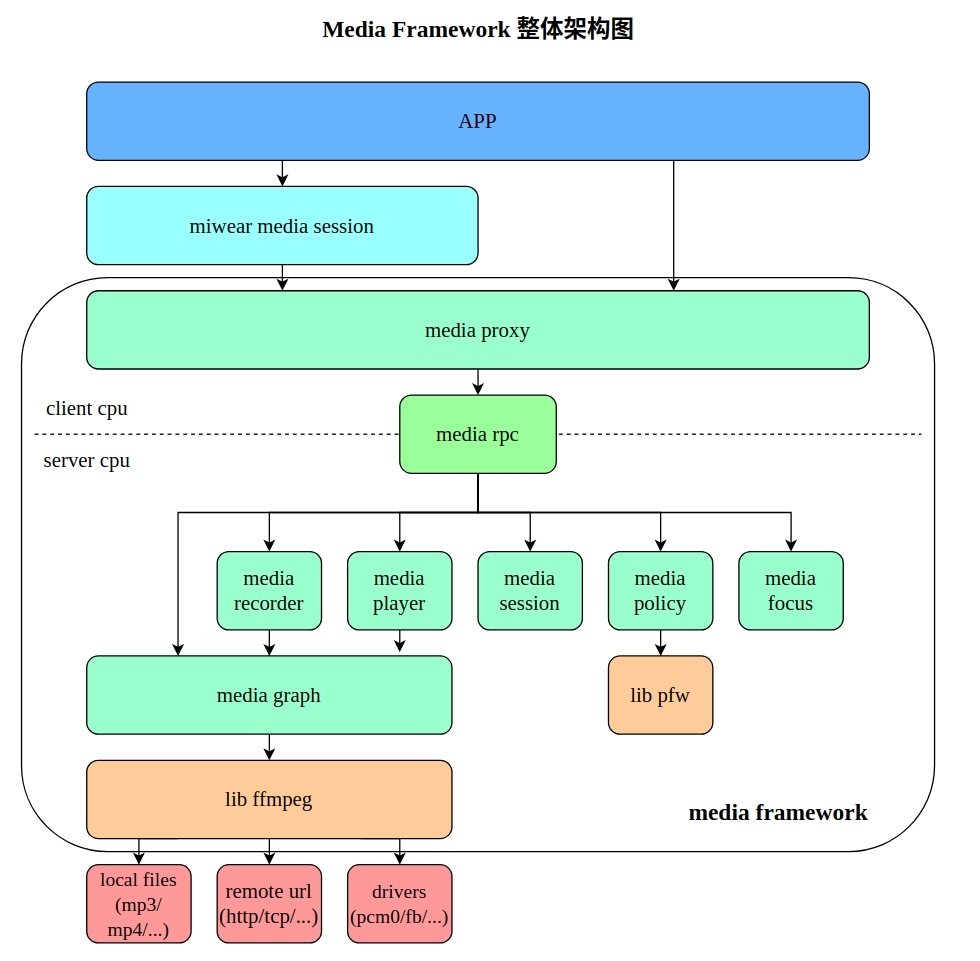 Media Framework 整体架构图
APP
miwear media session
media proxy
client cpu
media rpc
server cpu
media
recorder
media
player
media
session
media
policy
media
focus
media graph
lib pfw
lib ffmpeg
media framework
local files
(mp3/
mp4/...)
remote url
(http/tcp/...)
drivers
(pcm0/fb/...)